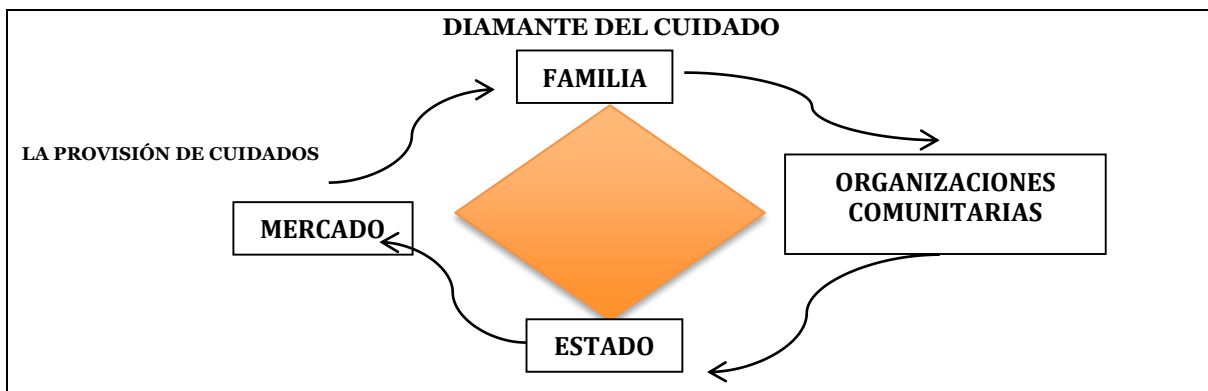 DIAMANTE DEL CUIDADO
FAMILIA
LA PROVISIÓN DE CUIDADOS
ORGANIZACIONES
COMUNITARIAS
MERCADO
ESTADO